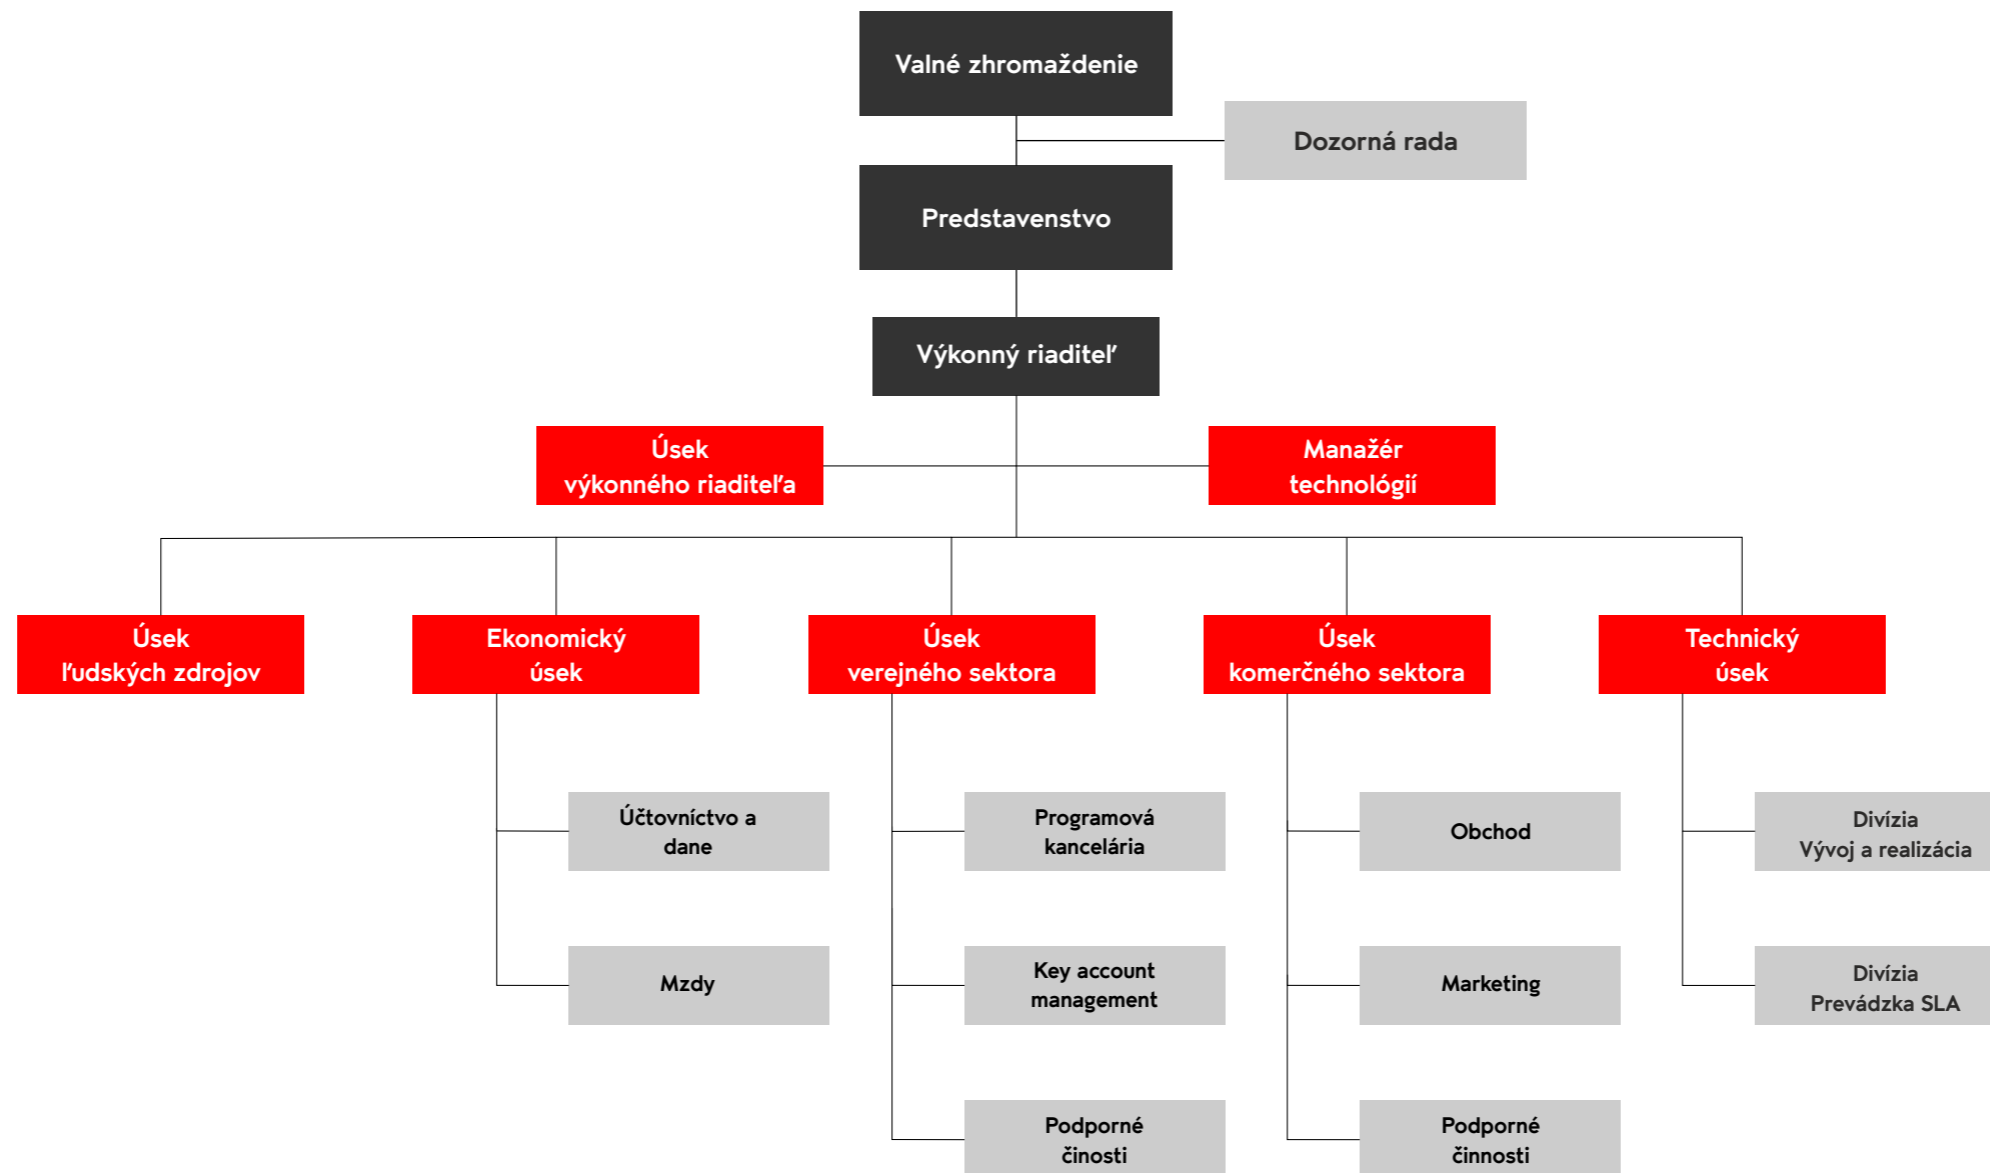 Valné zhromaždenie
Dozorná rada
Predstavenstvo
Výkonný riaditeľ
Úsek
výkonného riaditeľa
Manažér
technológií
Úsek
ľudských zdrojov
Ekonomický
úsek
Úsek
verejného sektora
Úsek
komerčného sektora
Technický
úsek
Účtovníctvo a
dane
Programová
kancelária
Obchod
Divízia
Vývoj a realizácia
Mzdy
Key account
management
Marketing
Divízia
Prevádzka SLA
Podporné
činosti
Podporné
činnosti